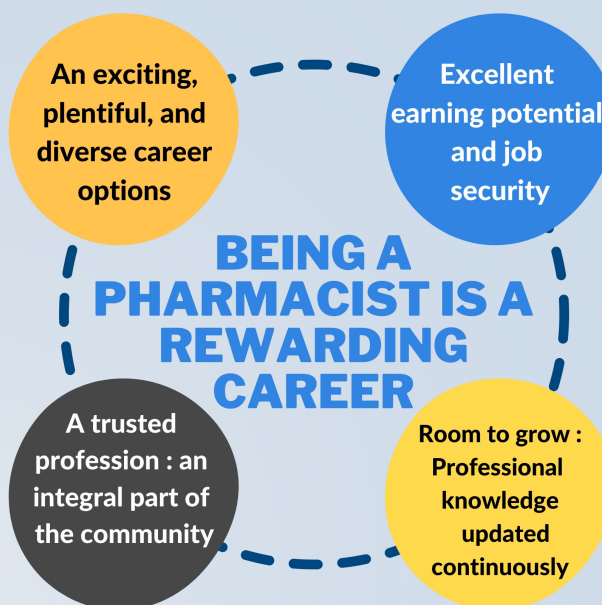 An exciting,
plentiful, and
diverse career
options
Excellent
earning potential
and job
security
BEING A
PHARMACIST IS A
REWARDING
CAREER
A trusted
profession : an
integral part of
the community
Room to grow :
Professional
knowledge
updated
continuously